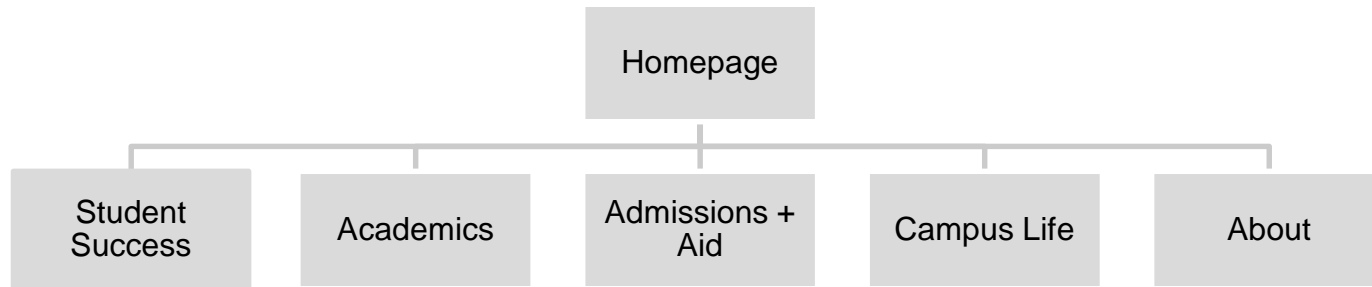 Homepage
Student
Success
Academics
Admissions +
Aid
Campus Life
About